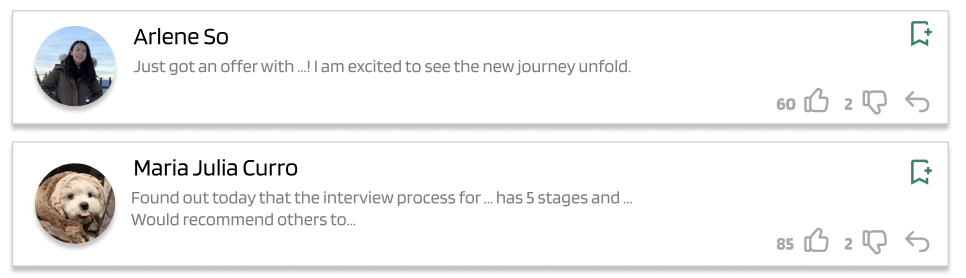 Arlene So
Just got an offer with ...! I am excited to see the new journey unfold.
60 2
Maria Julia Curro
Found out today that the interview process for ... has 5 stages and ...
Would recommend others to...
85 2